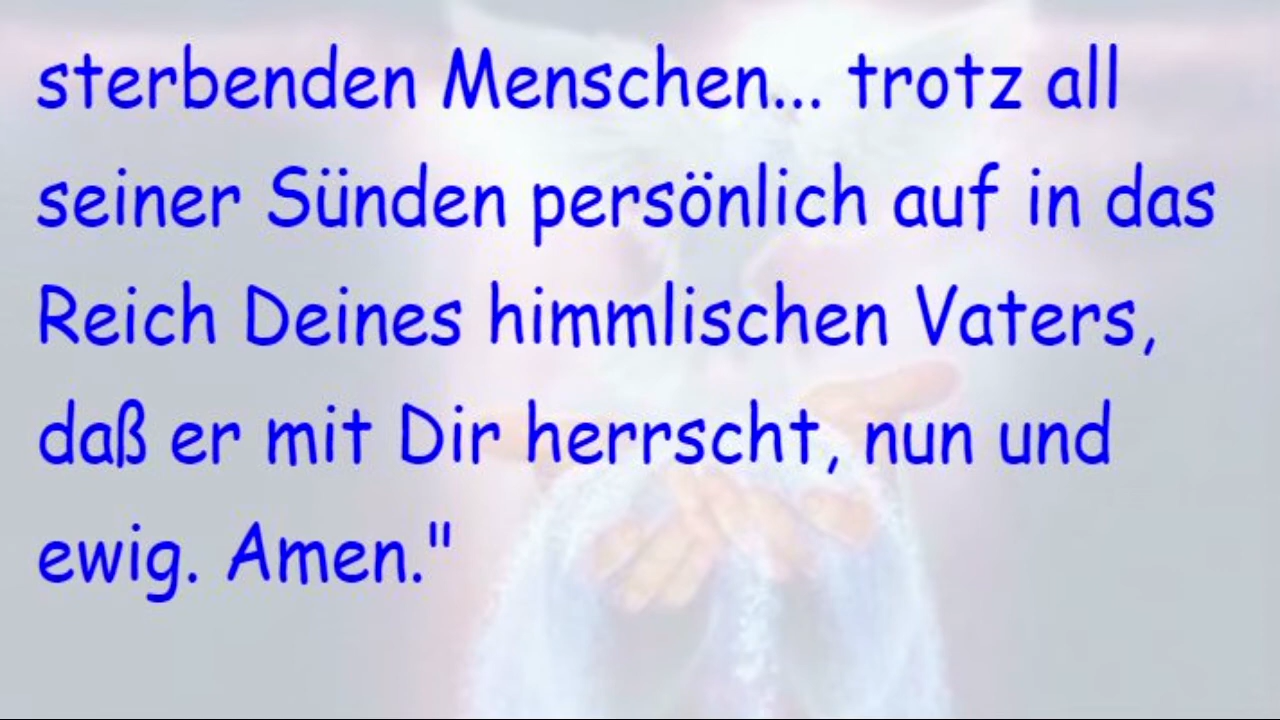 sterbenden Menschen... trotz all
seiner Sünden persönlich auf in das
Reich Deines himmlischen Vaters,
daß er mit Dir herrscht, nun und
ewig. Amen."